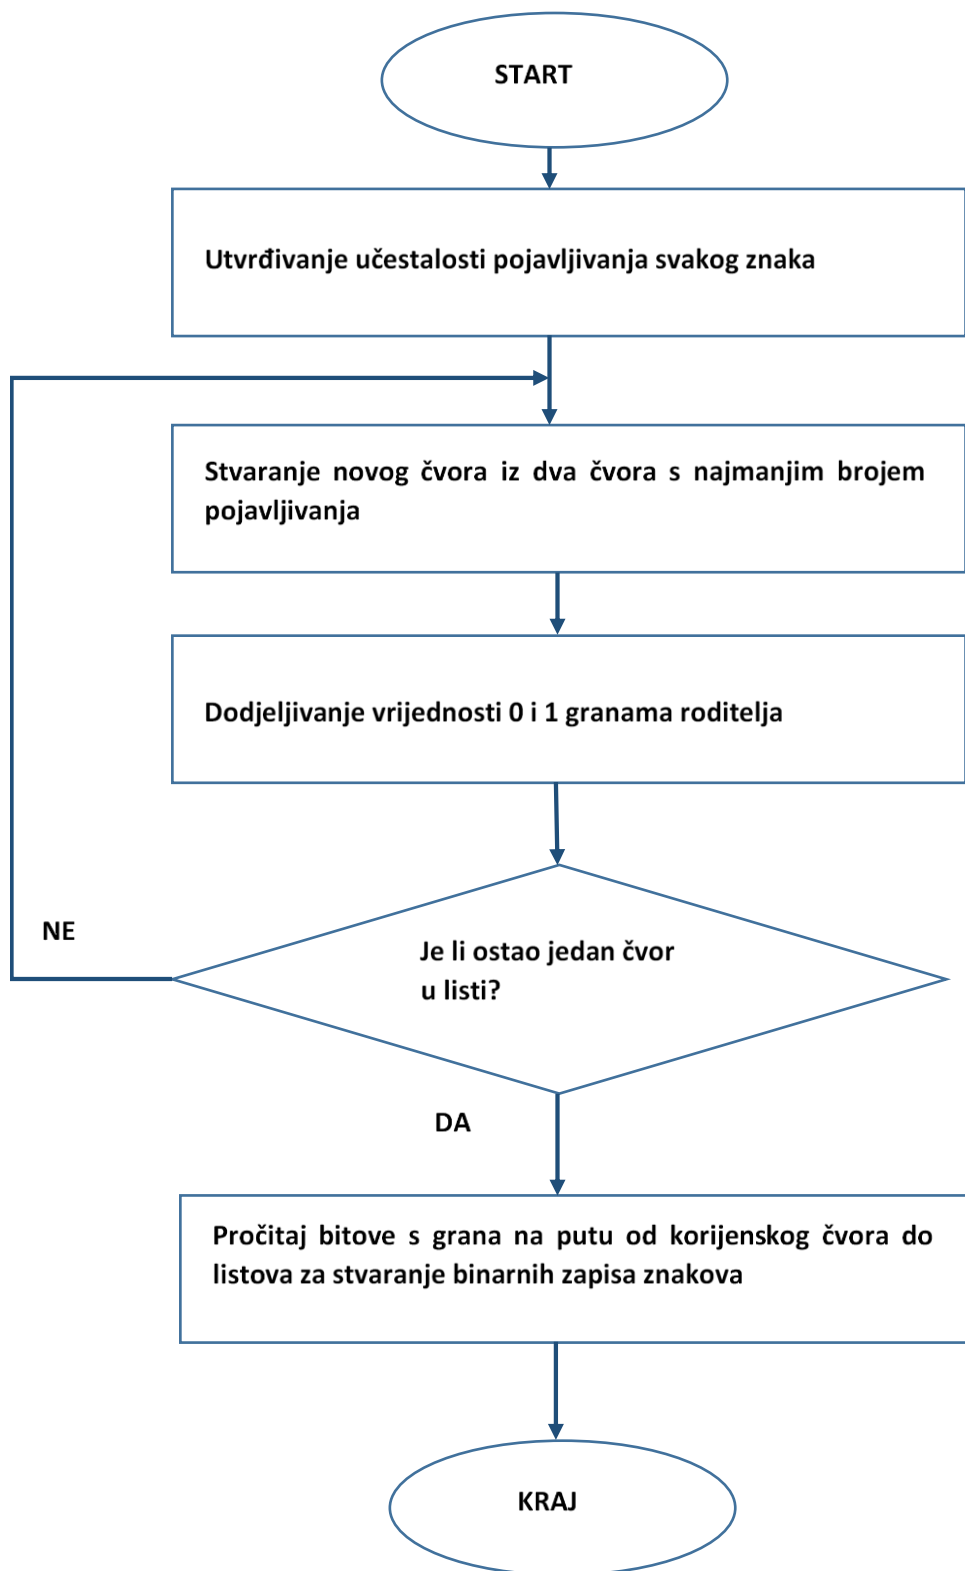 START
Utvrđivanje učestalosti pojavljivanja svakog znaka
Stvaranje novog čvora iz dva čvora s najmanjim brojem
pojavljivanja
Dodjeljivanje vrijednosti 0 i 1 granama roditelja
NE
Je li ostao jedan čvor
u listi?
DA
Pročitaj bitove s grana na putu od korijenskog čvora do
listova za stvaranje binarnih zapisa znakova
KRAJ